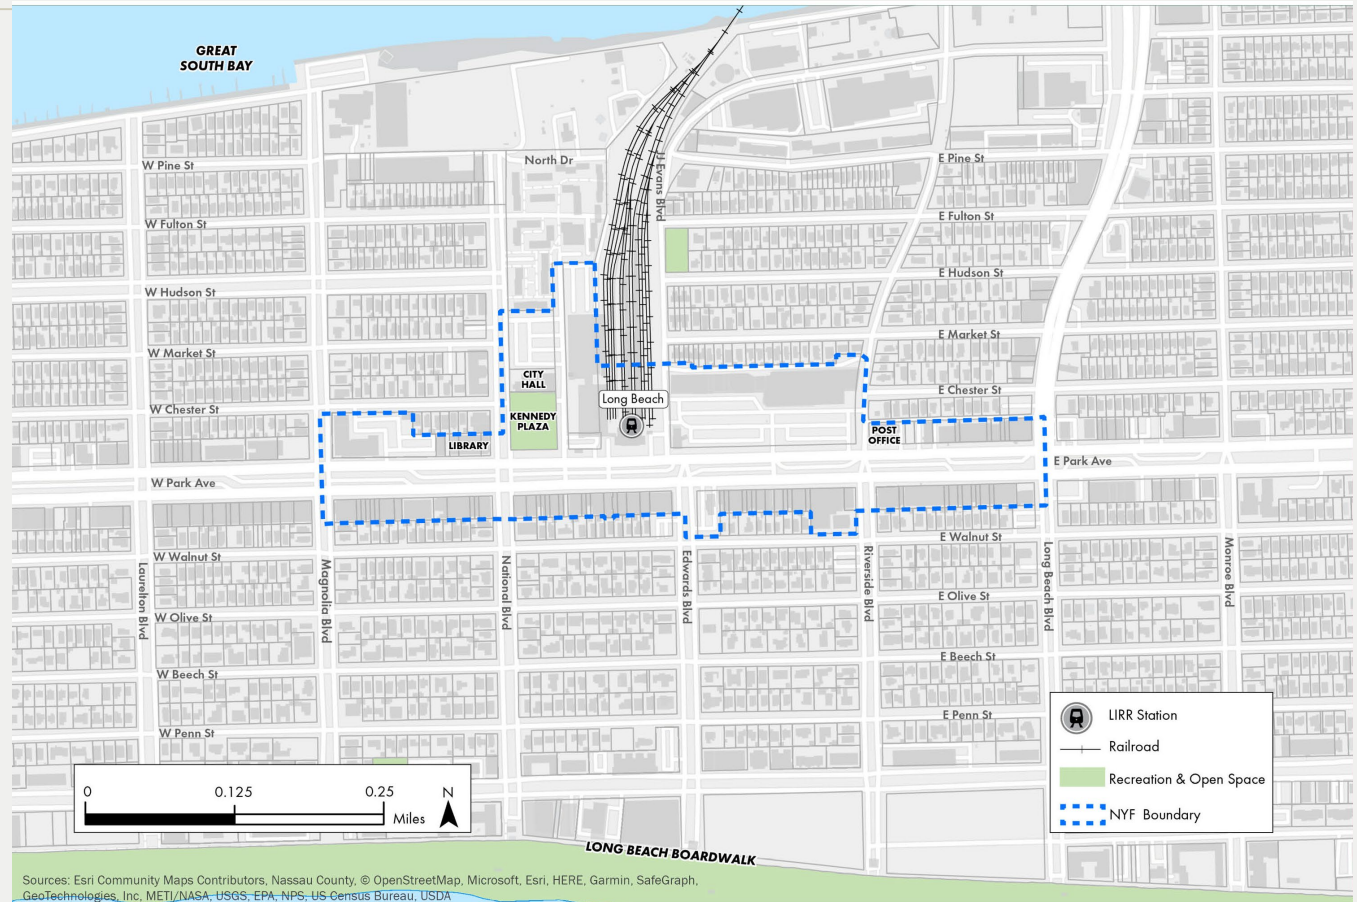 GREAT
SOUTH BAY
W Pine St
North Dr
JJ Evans Blvd
E Pine St
W Fulton St
E Fulton St
W Hudson St
E Hudson St
W Market St
E Market St
CITY
HALL
Long Beach
E Chester St
W Chester St
KENNEDY
PLAZA
LIBRARY
POST
OFFICE
E Park Ave
W Park Ave
W Walnut St
E Walnut St
Laurelton Blvd
Magnolia Blvd
National Blvd
Edwards Blvd
Riverside Blvd
Long Beach Blvd
Monroe Blvd
W Olive St
E Olive St
W Beech St
E Beech St
W Penn St
E Penn St
LIRR Station
Railroad
Recreation & Open Space
NYF Boundary
0 0.125 0.25 N
Miles
LONG BEACH BOARDWALK
Sources: Esri Community Maps Contributors, Nassau County, © OpenStreetMap, Microsoft, Esri, HERE, Garmin, SafeGraph,
GeoTechnologies, Inc, METI/NASA, USGS, EPA, NPS, US Census Bureau, USDA